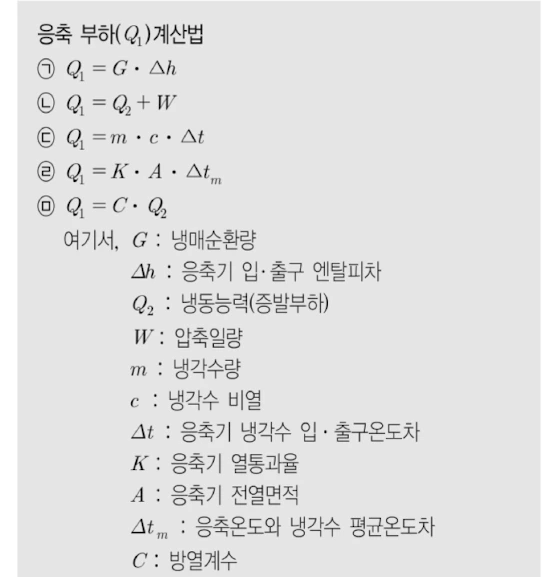 응축 부하(Q₁)계산법
㉠ Q₁ = G · Δh
㉡ Q₁ = Q₂ + W
㉢ Q₁ = m · c · Δt
㉣ Q₁ = K · A · Δtₘ
㉤ Q₁ = C · Q₂
여기서, G : 냉매순환량
Δh : 응축기 입·출구 엔탈피차
Q₂ : 냉동능력(증발부하)
W : 압축일량
m : 냉각수량
c : 냉각수 비열
Δt : 응축기 냉각수 입·출구온도차
K : 응축기 열통과율
A : 응축기 전열면적
Δtₘ : 응축온도와 냉각수 평균온도차
C : 방열계수